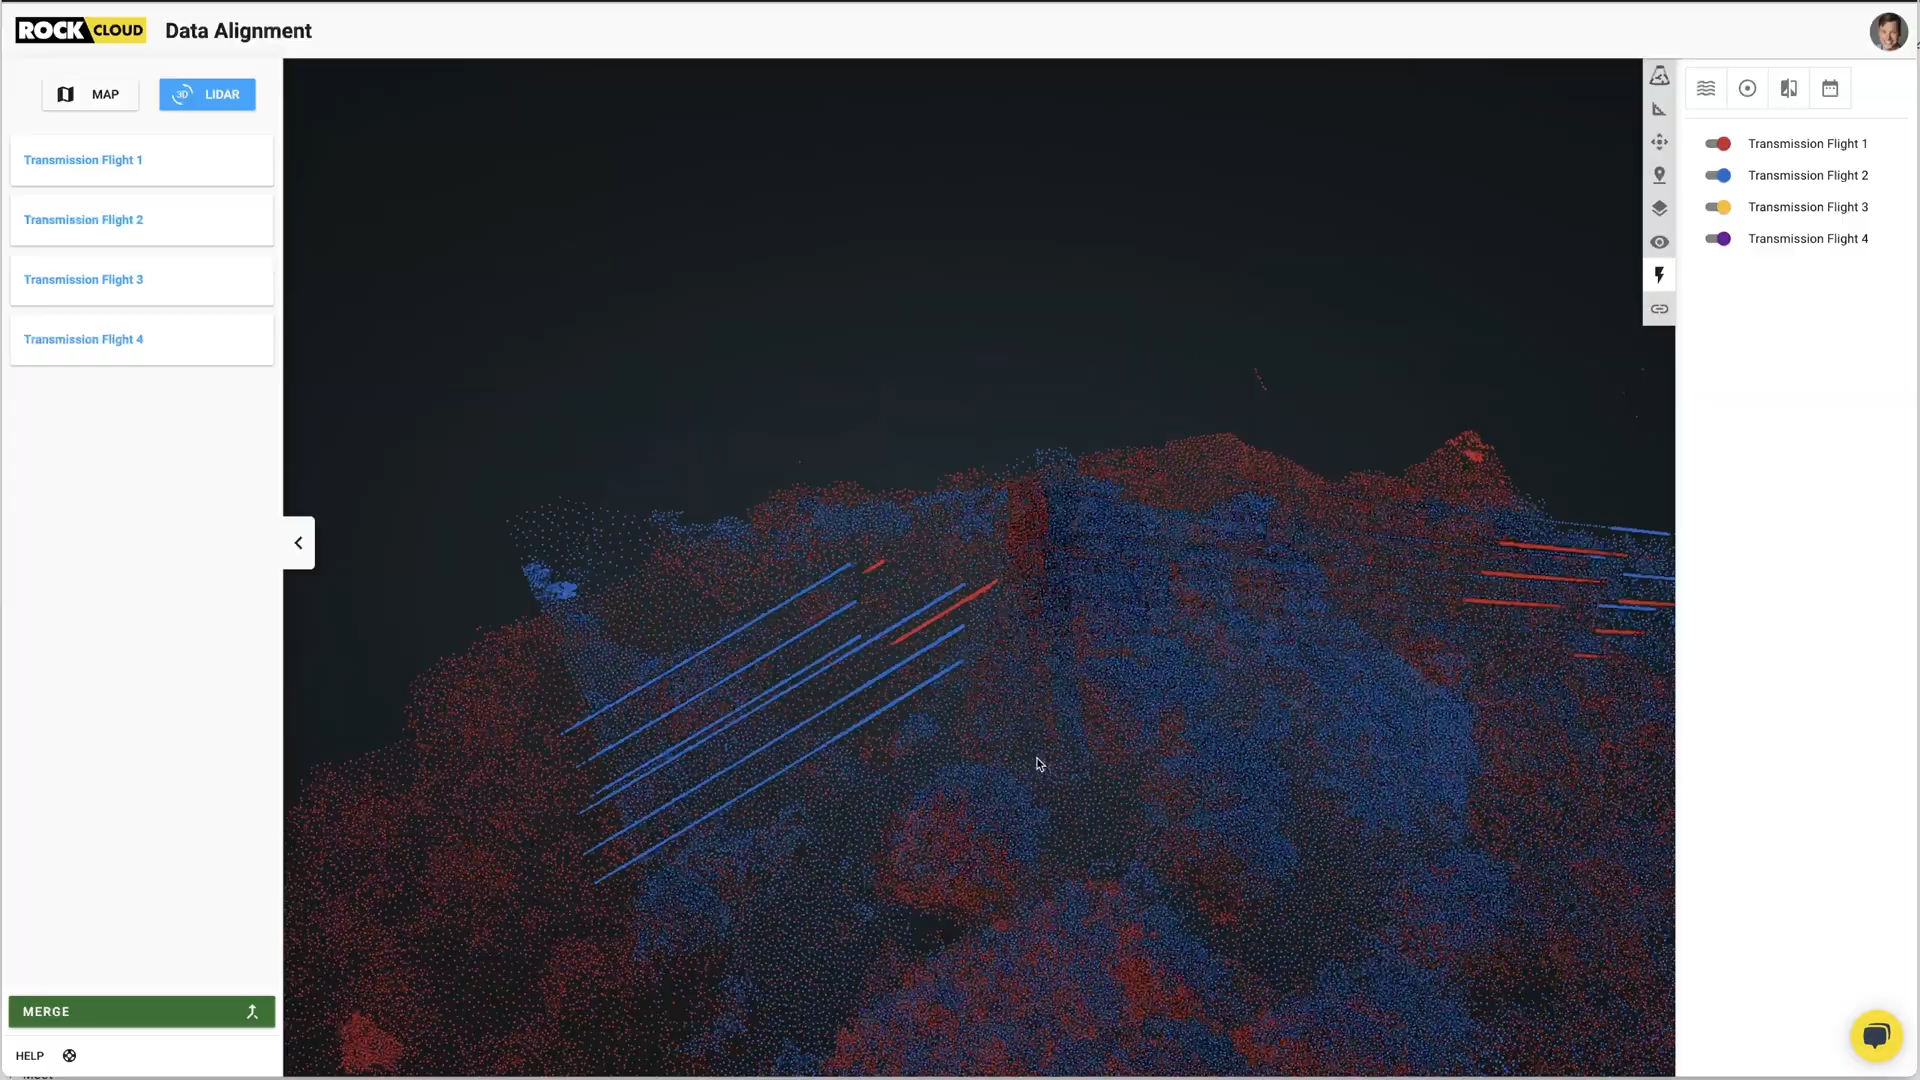 ROCK CLOUD Data Alignment
MAP
3D LIDAR
Transmission Flight 1
Transmission Flight 2
Transmission Flight 3
Transmission Flight 4
Transmission Flight 1
Transmission Flight 2
Transmission Flight 3
Transmission Flight 4
MERGE
HELP